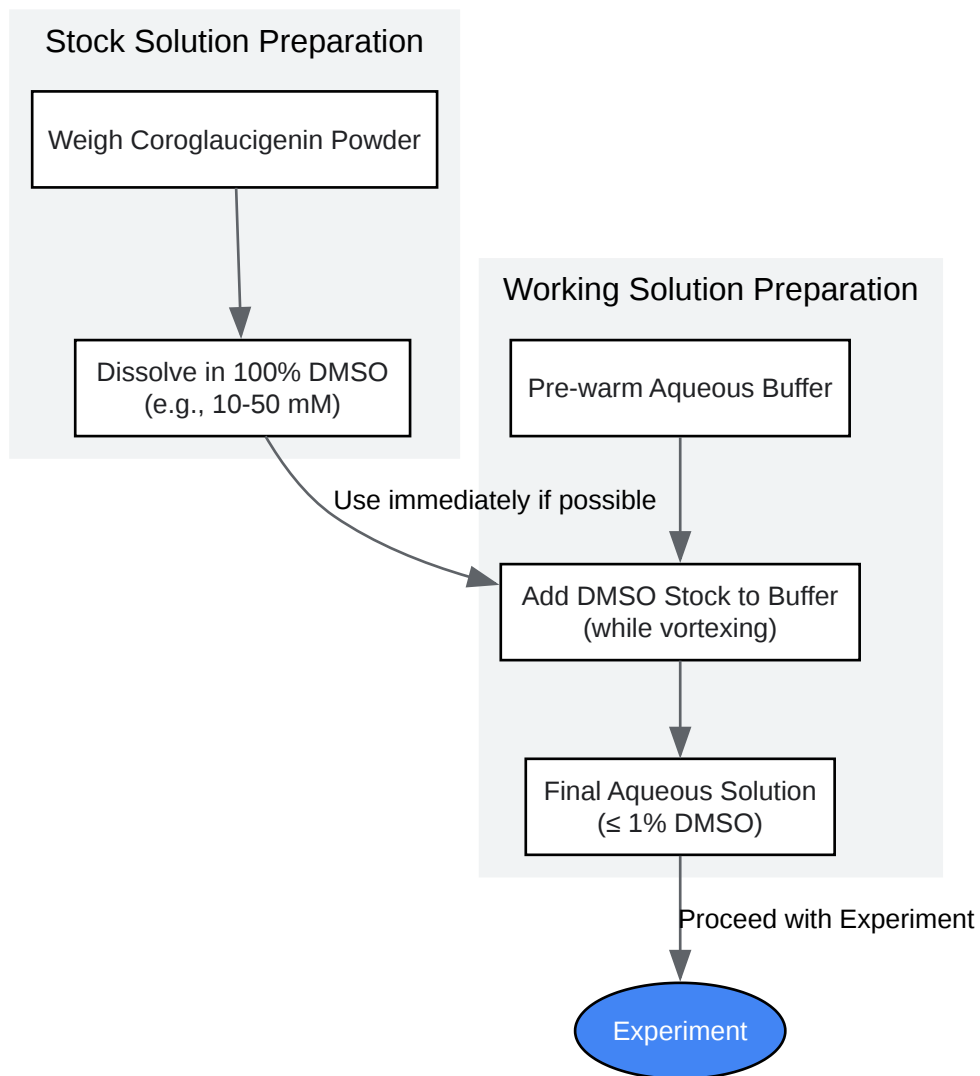 Stock Solution Preparation
Weigh Coroglaucigenin Powder
Dissolve in 100% DMSO
(e.g., 10-50 mM)
Working Solution Preparation
Pre-warm Aqueous Buffer
Use immediately if possible
Add DMSO Stock to Buffer
(while vortexing)
Final Aqueous Solution
(≤ 1% DMSO)
Proceed with Experiment
Experiment